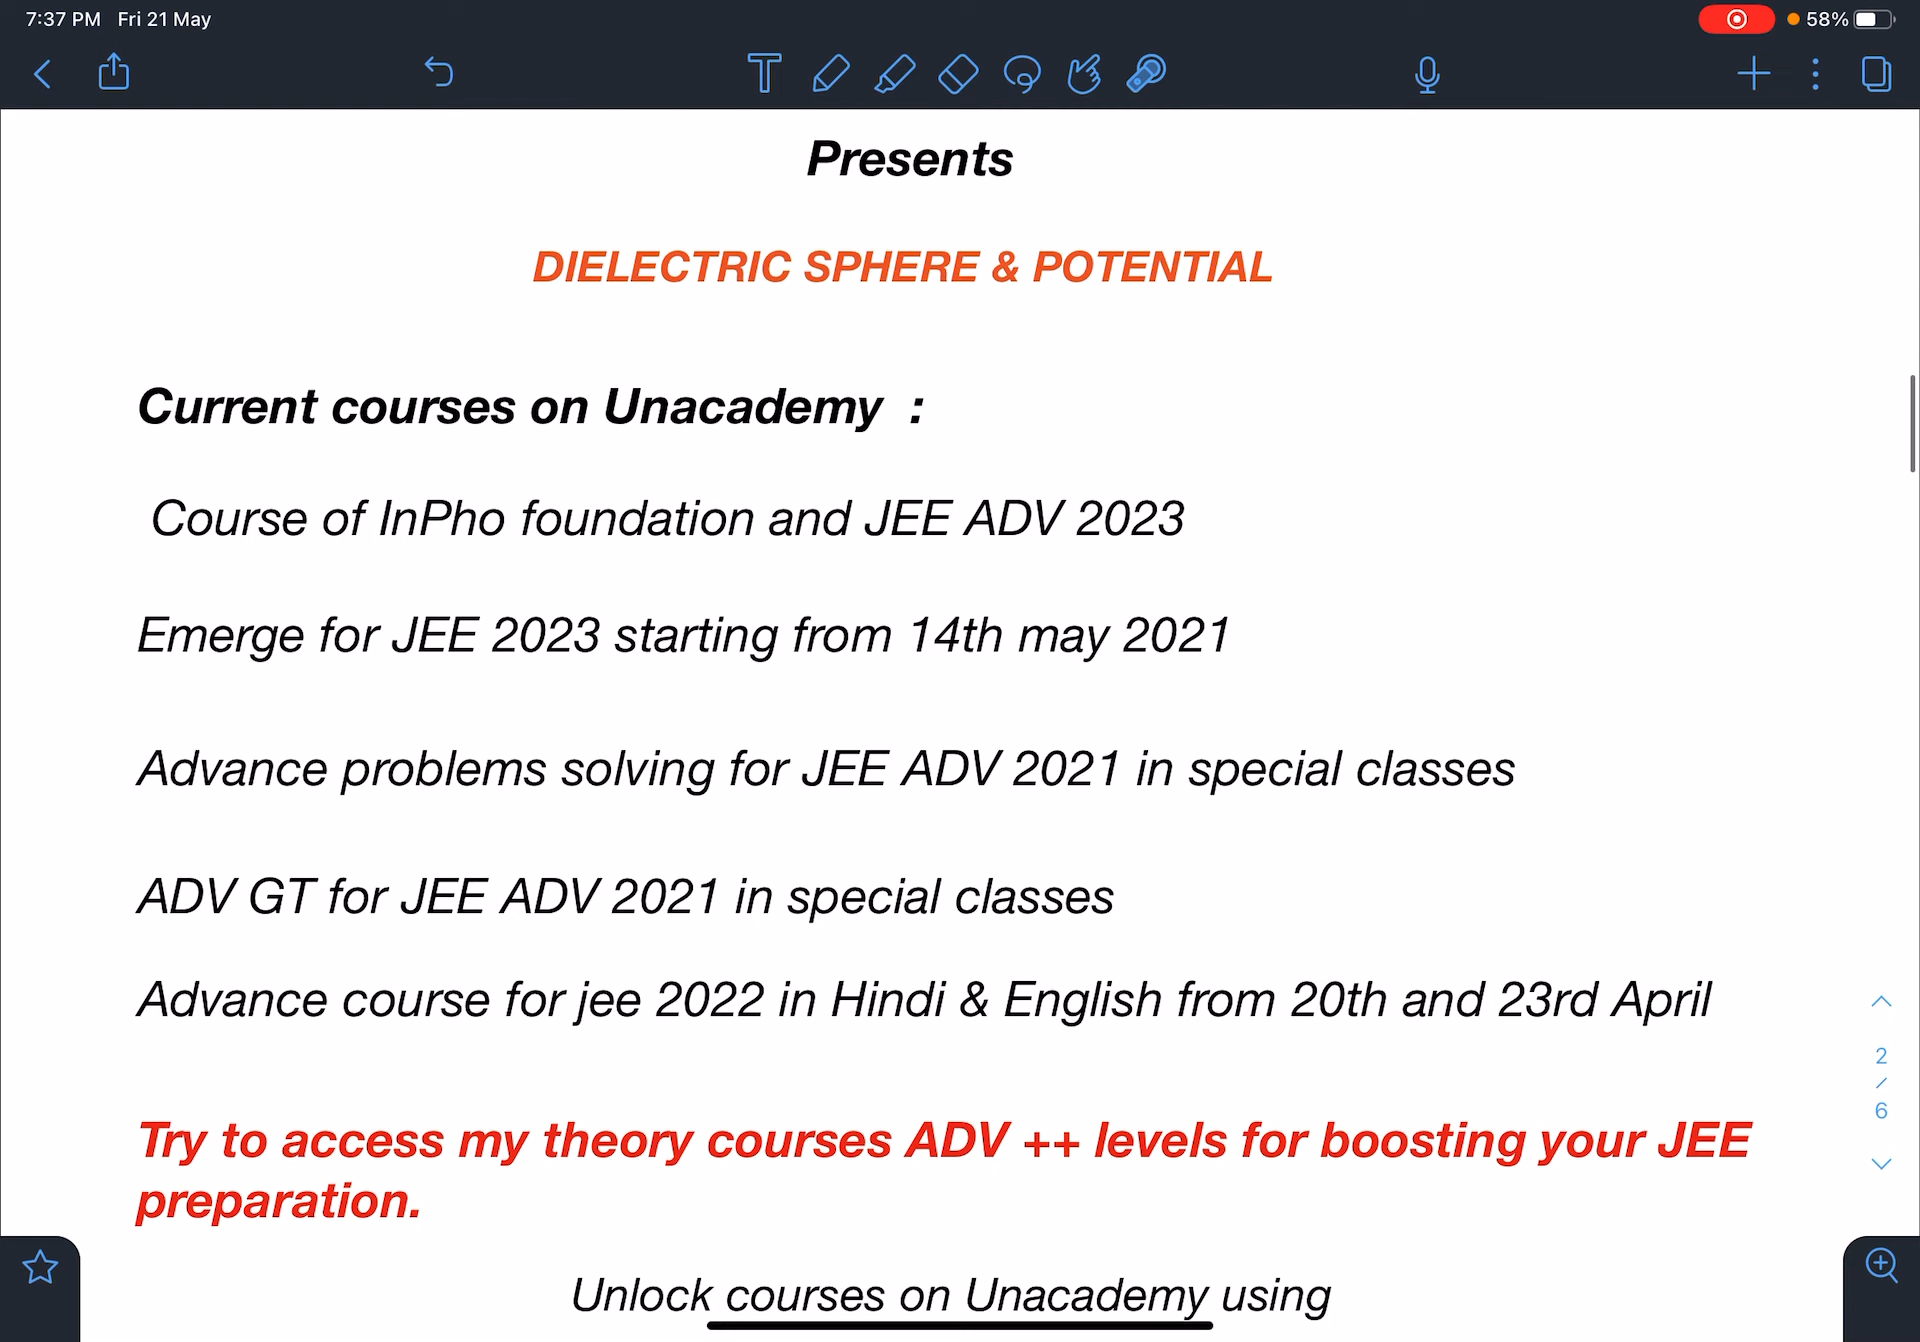 7:37 PM Fri 21 May
58%
Presents
DIELECTRIC SPHERE & POTENTIAL
Current courses on Unacademy :
Course of InPho foundation and JEE ADV 2023
Emerge for JEE 2023 starting from 14th may 2021
Advance problems solving for JEE ADV 2021 in special classes
ADV GT for JEE ADV 2021 in special classes
Advance course for jee 2022 in Hindi & English from 20th and 23rd April
2
/
6
Try to access my theory courses ADV ++ levels for boosting your JEE
preparation.
Unlock courses on Unacademy using